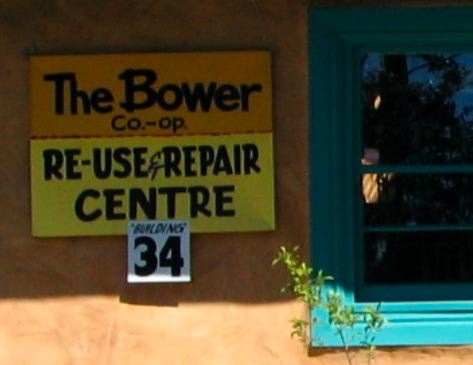 The Bower
Co.-op.
RE-USE & REPAIR
CENTRE
"BUILDING"
34